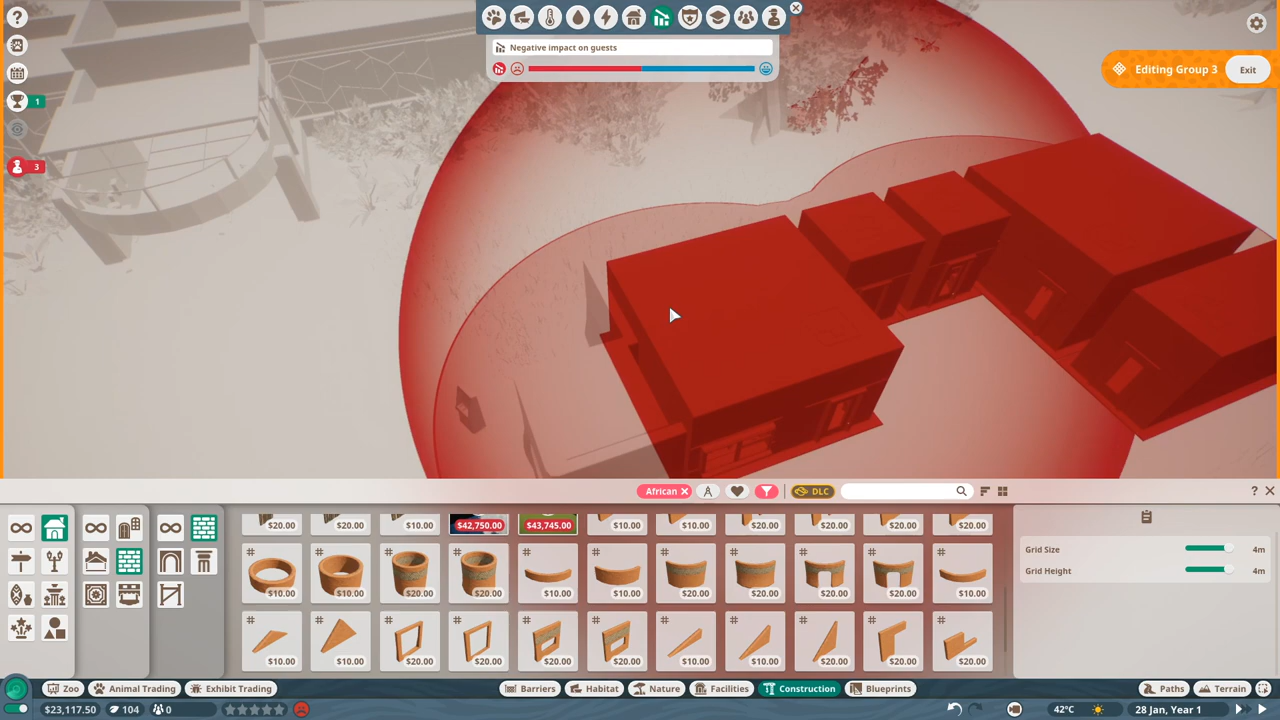 Negative impact on guests
Editing Group 3
Exit
1
3
African
DLC
?
$20.00 $20.00 $10.00 $42,750.00 $43,745.00 $10.00 $10.00 $20.00 $20.00 $20.00 $20.00
$10.00 $10.00 $20.00 $20.00 $10.00 $10.00 $20.00 $20.00 $20.00 $20.00 $10.00
$10.00 $10.00 $20.00 $20.00 $20.00 $20.00 $10.00 $10.00 $20.00 $20.00 $20.00
Grid Size 4m
Grid Height 4m
Zoo Animal Trading Exhibit Trading Barriers Habitat Nature Facilities Construction Blueprints Paths Terrain
$23,117.50 104 0 42°C 28 Jan, Year 1